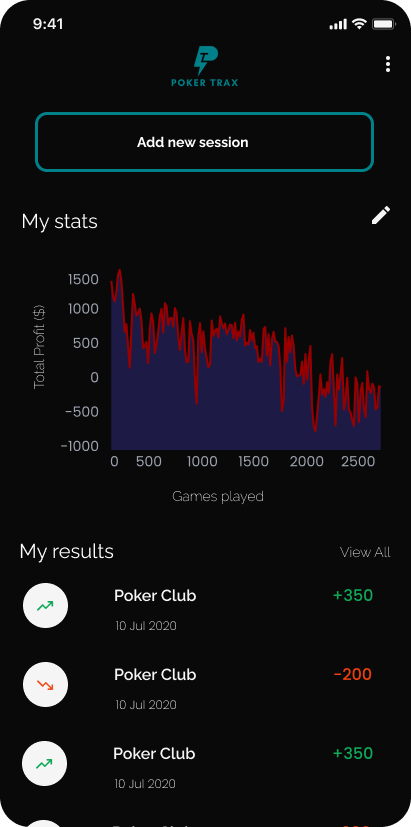 9:41
POKER TRAX
Add new session
My stats
Total Profit ($)
1500
1000
500
0
−500
−1000
0 500 1000 1500 2000 2500
Games played
My results View All
Poker Club +350
10 Jul 2020
Poker Club −200
10 Jul 2020
Poker Club +350
10 Jul 2020